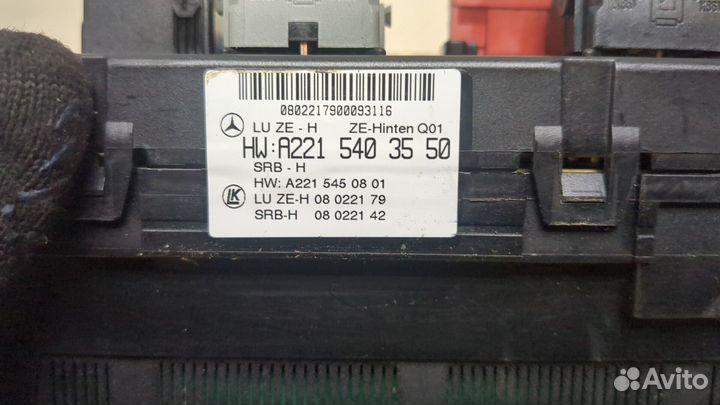 0802217900093116
LU ZE - H ZE-Hinten Q01
HW:A221 540 35 50
SRB - H
HW: A221 545 08 01
LK
LU ZE-H 08 0221 79
SRB-H 08 0221 42
Avito